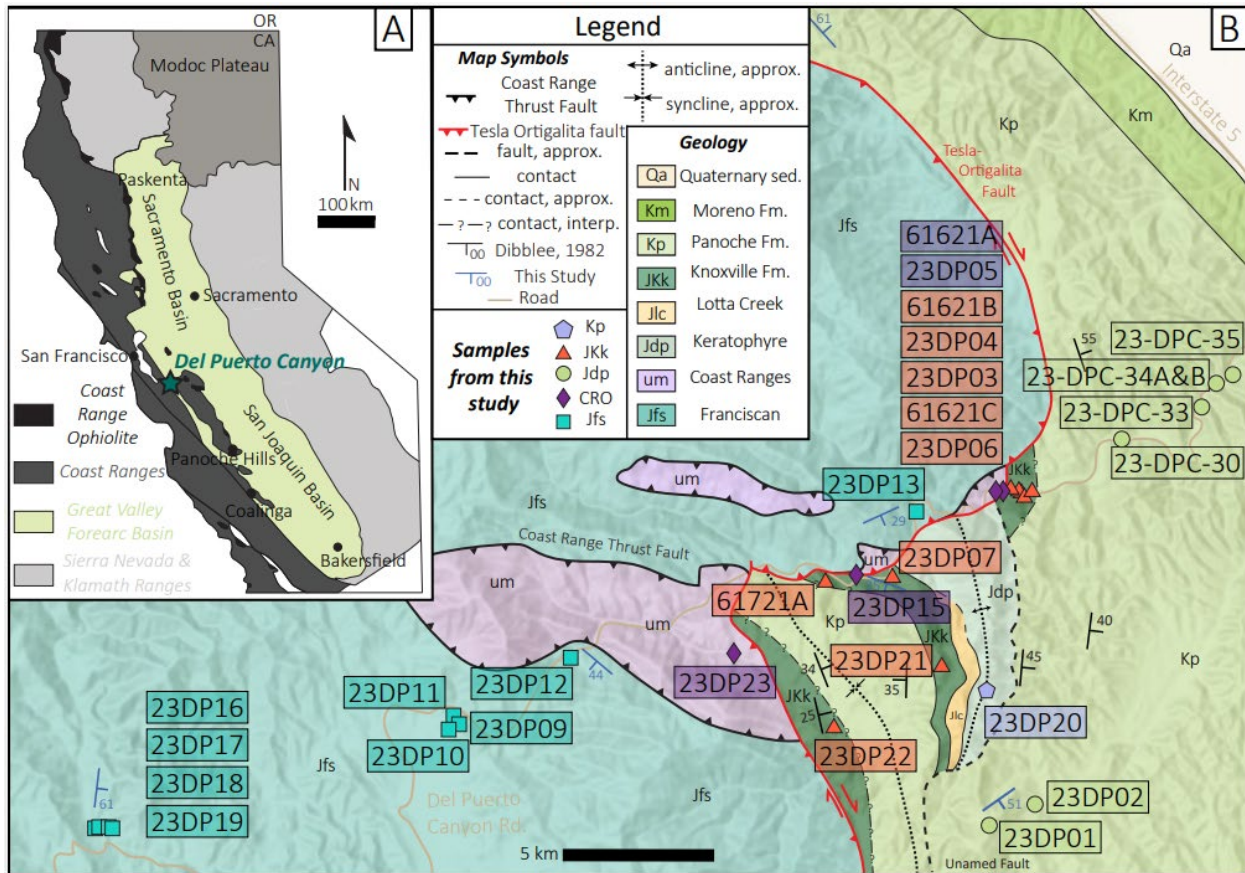 OR
CA
A
Modoc Plateau
N
100km
Paskenta
Sacramento Basin
Sacramento
San Francisco
Del Puerto Canyon
San Joaquin Basin
Panoche Hills
Coalinga
Bakersfield
Coast
Range
Ophiolite
Coast Ranges
Great Valley
Forearc Basin
Sierra Nevada &
Klamath Ranges
Legend
Map Symbols
Coast Range
Thrust Fault
Tesla Ortigalita fault
fault, approx.
contact
contact, approx.
— ? —? contact, interp.
00 Dibblee, 1982
00 This Study
Road
anticline, approx.
syncline, approx.
Samples
from this
study
Kp
JKk
Jdp
CRO
Jfs
Geology
Qa Quaternary sed.
Km Moreno Fm.
Kp Panoche Fm.
JKk Knoxville Fm.
Jlc Lotta Creek
Jdp Keratophyre
um Coast Ranges
Jfs Franciscan
B
61
Qa
Interstate 5
Km
Kp
Tesla-
Ortigalita
Fault
Jfs
61621A
23DP05
61621B
23DP04
23DP03
61621C
23DP06
55
23-DPC-35
23-DPC-34A&B
23-DPC-33
23-DPC-30
JKk
?
?
um
Jfs
23DP13
29
Coast Range Thrust Fault
um
um
um
23DP07
61721A
23DP15
Jdp
Kp
JKk
40
45
Kp
23DP21
34
35
23DP23
JKk
25
Jlc
23DP20
23DP22
23DP12
44
23DP11
23DP09
23DP10
23DP16
23DP17
23DP18
23DP19
61
Jfs
Jfs
Del Puerto
Canyon Rd.
51
23DP02
23DP01
5 km
Unamed Fault